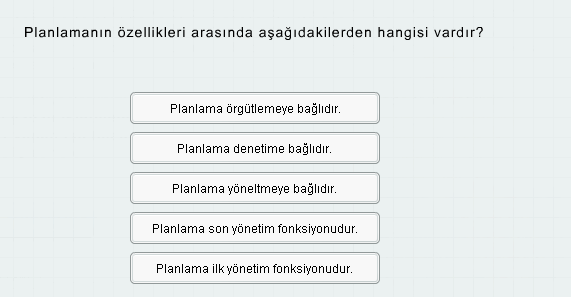 Planlamanın özellikleri arasında aşağıdakilerden hangisi vardır?
Planlama örgütlemeye bağlıdır.
Planlama denetime bağlıdır.
Planlama yöneltmeye bağlıdır.
Planlama son yönetim fonksiyonudur.
Planlama ilk yönetim fonksiyonudur.